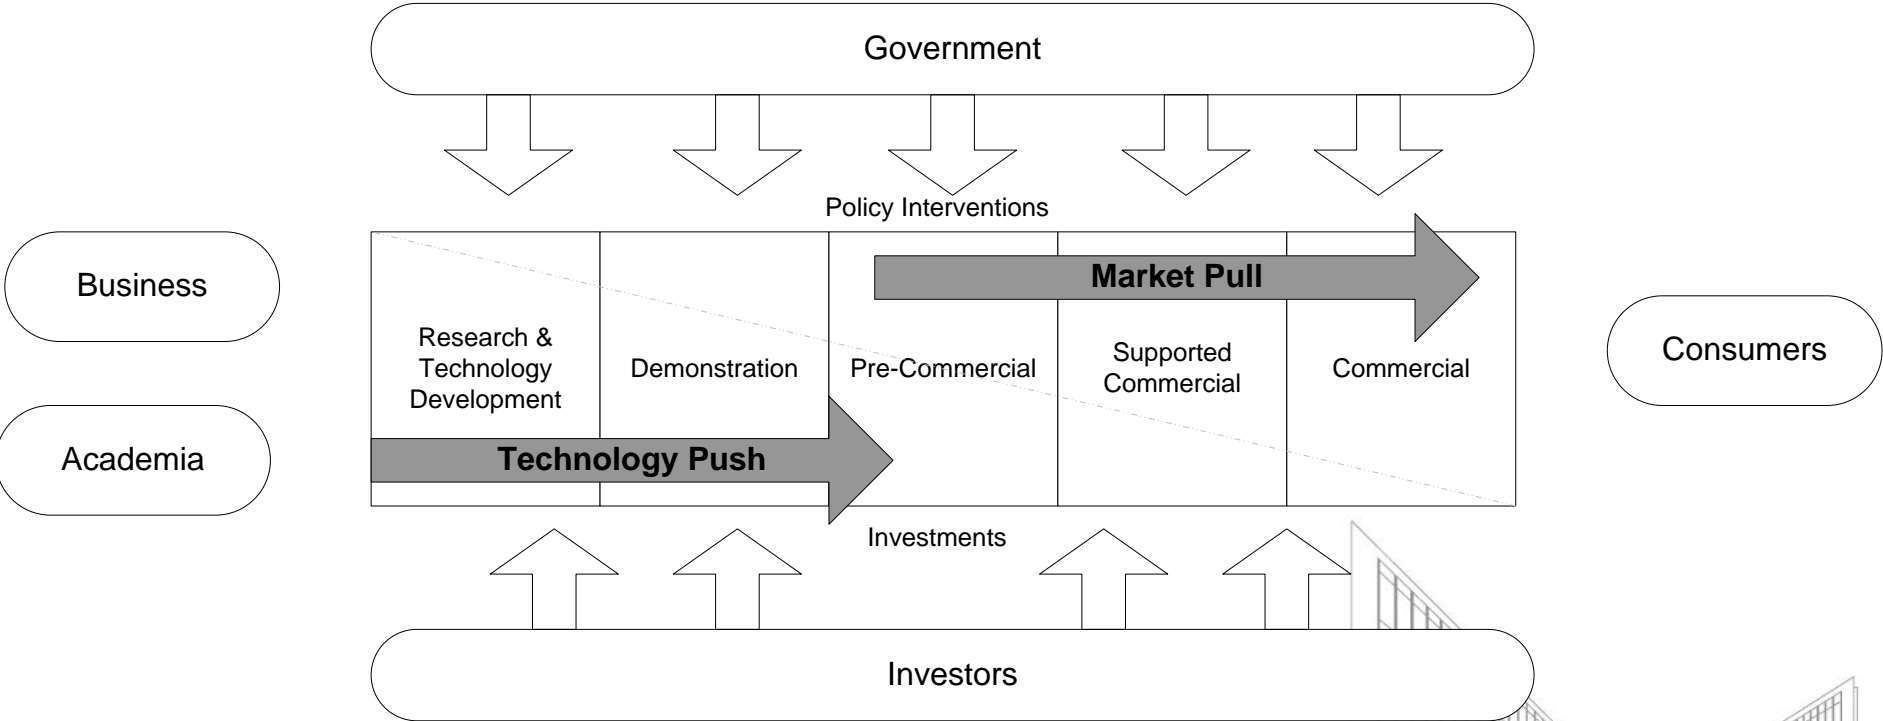 Government
Policy Interventions
Business
Academia
Research &
Technology
Development
Demonstration
Pre-Commercial
Supported
Commercial
Commercial
Market Pull
Technology Push
Consumers
Investments
Investors